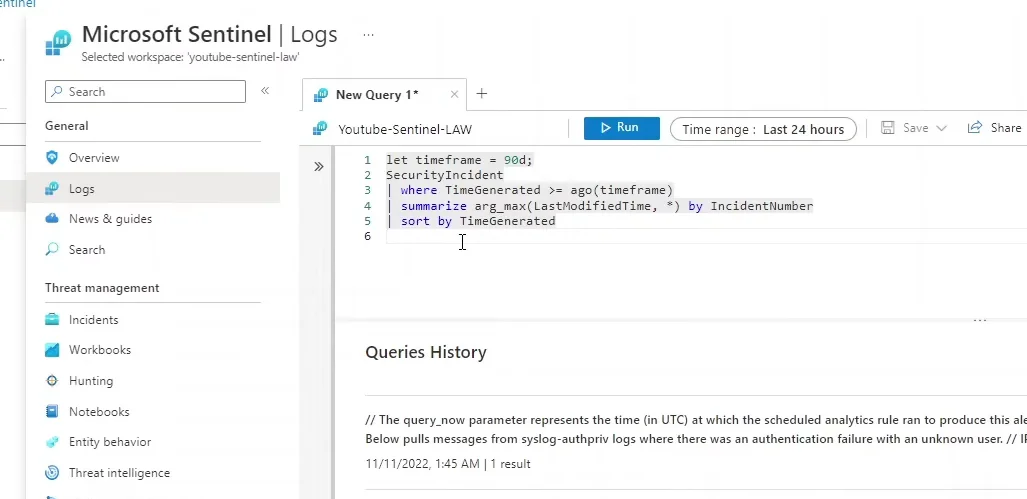 entinel
Microsoft Sentinel | Logs ...
Selected workspace: 'youtube-sentinel-law'
Search
«
General
Overview
Logs
News & guides
Search
Threat management
Incidents
Workbooks
Hunting
Notebooks
Entity behavior
Threat intelligence
New Query 1*
Youtube-Sentinel-LAW
Run
Time range : Last 24 hours
Save
Share
1 let timeframe = 90d;
2 SecurityIncident
3 | where TimeGenerated >= ago(timeframe)
4 | summarize arg_max(LastModifiedTime, *) by IncidentNumber
5 | sort by TimeGenerated
6
Queries History
// The query_now parameter represents the time (in UTC) at which the scheduled analytics rule ran to produce this ale
Below pulls messages from syslog-authpriv logs where there was an authentication failure with an unknown user. // I
11/11/2022, 1:45 AM | 1 result